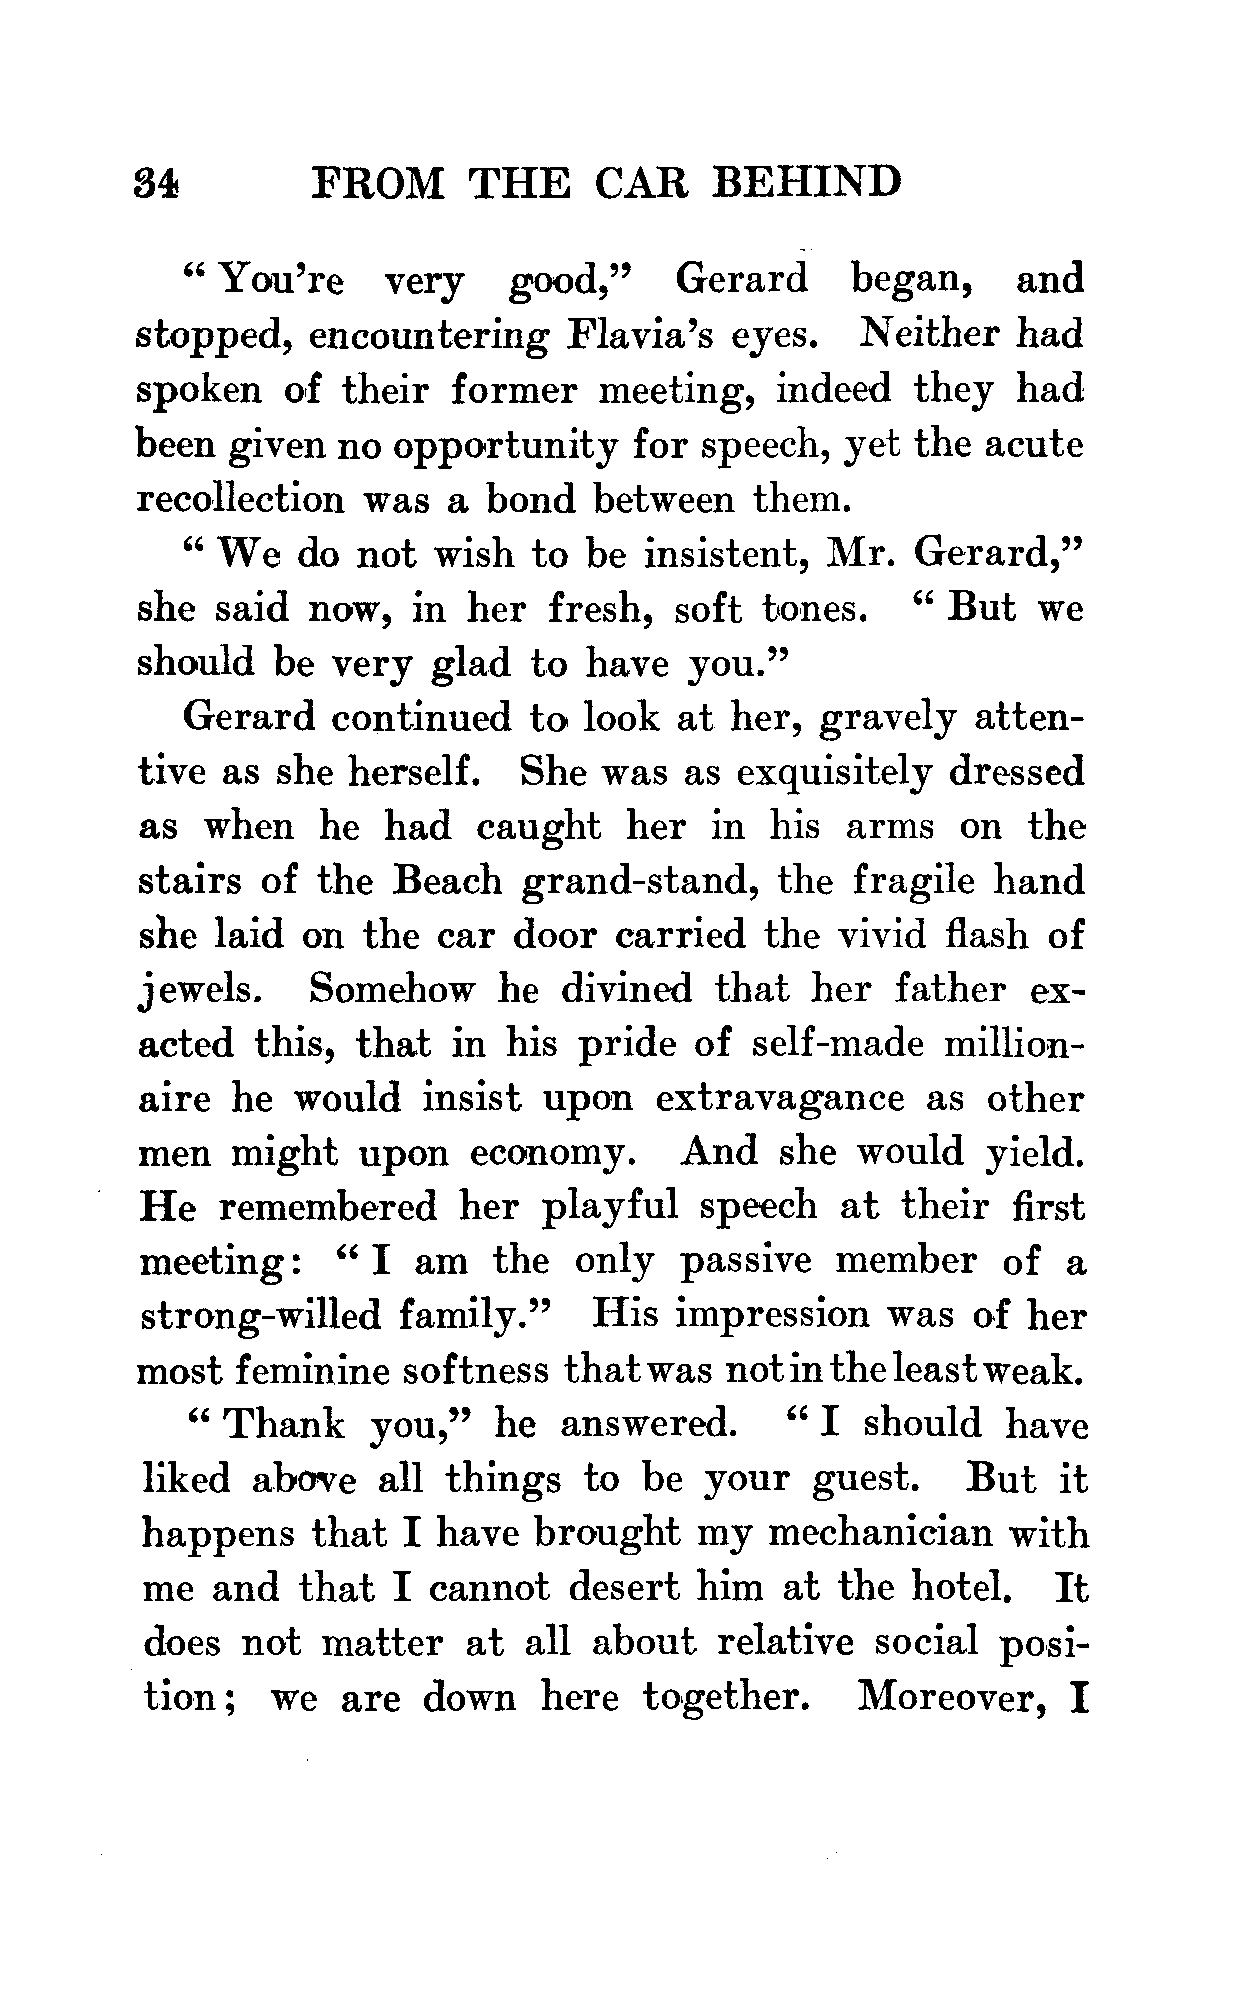 34 FROM THE CAR BEHIND
“ You’re very good,” Gerard began, and
stopped, encountering Flavia’s eyes. Neither had
spoken of their former meeting, indeed they had
been given no opportunity for speech, yet the acute
recollection was a bond between them.
“ We do not wish to be insistent, Mr. Gerard,”
she said now, in her fresh, soft tones. “ But we
should be very glad to have you.”
Gerard continued to look at her, gravely atten-
tive as she herself. She was as exquisitely dressed
as when he had caught her in his arms on the
stairs of the Beach grand-stand, the fragile hand
she laid on the car door carried the vivid flash of
jewels. Somehow he divined that her father ex-
acted this, that in his pride of self-made million-
aire he would insist upon extravagance as other
men might upon economy. And she would yield.
He remembered her playful speech at their first
meeting: “ I am the only passive member of a
strong-willed family.” His impression was of her
most feminine softness that was not in the least weak.
“ Thank you,” he answered. “ I should have
liked above all things to be your guest. But it
happens that I have brought my mechanician with
me and that I cannot desert him at the hotel. It
does not matter at all about relative social posi-
tion; we are down here together. Moreover, I